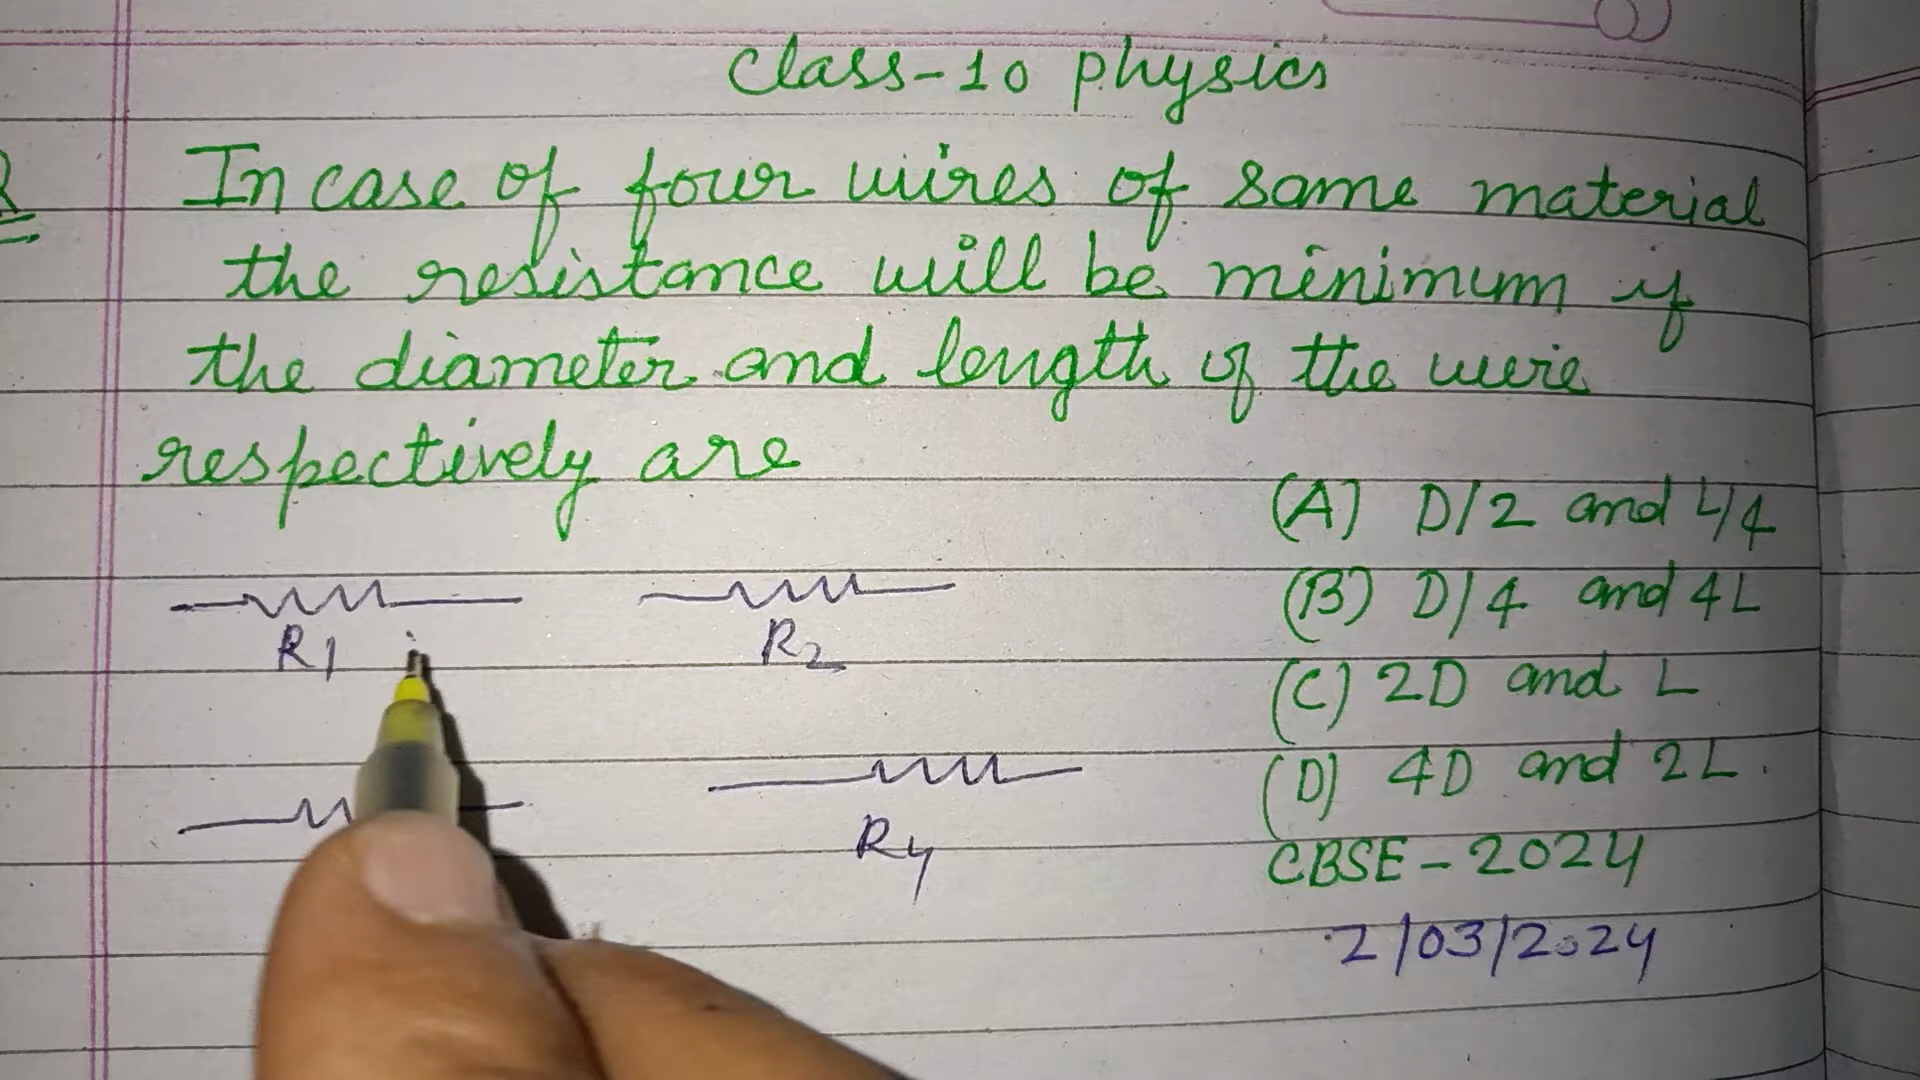 Class-10 physics
In case of four wires of same material
the resistance will be minimum if
the diameter and length of the wire
respectively are
(A) D/2 and L/4
(B) D/4 and 4L
(C) 2D and L
(D) 4D and 2L.
CBSE-2024
2/03/2024
R1
R2
R4